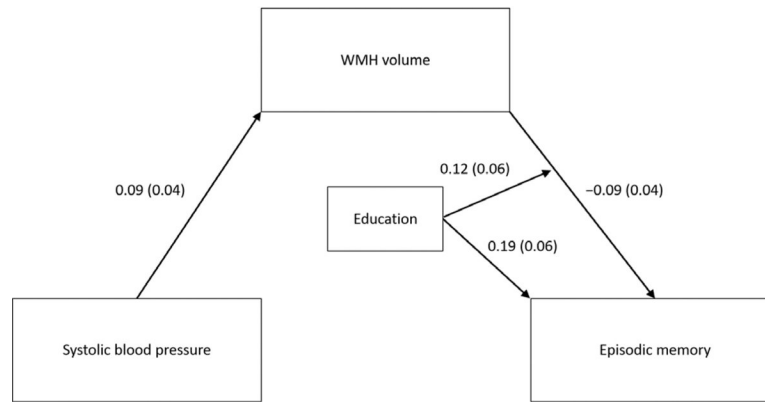 WMH volume
0.09 (0.04)
0.12 (0.06)
−0.09 (0.04)
Education
0.19 (0.06)
Systolic blood pressure
Episodic memory